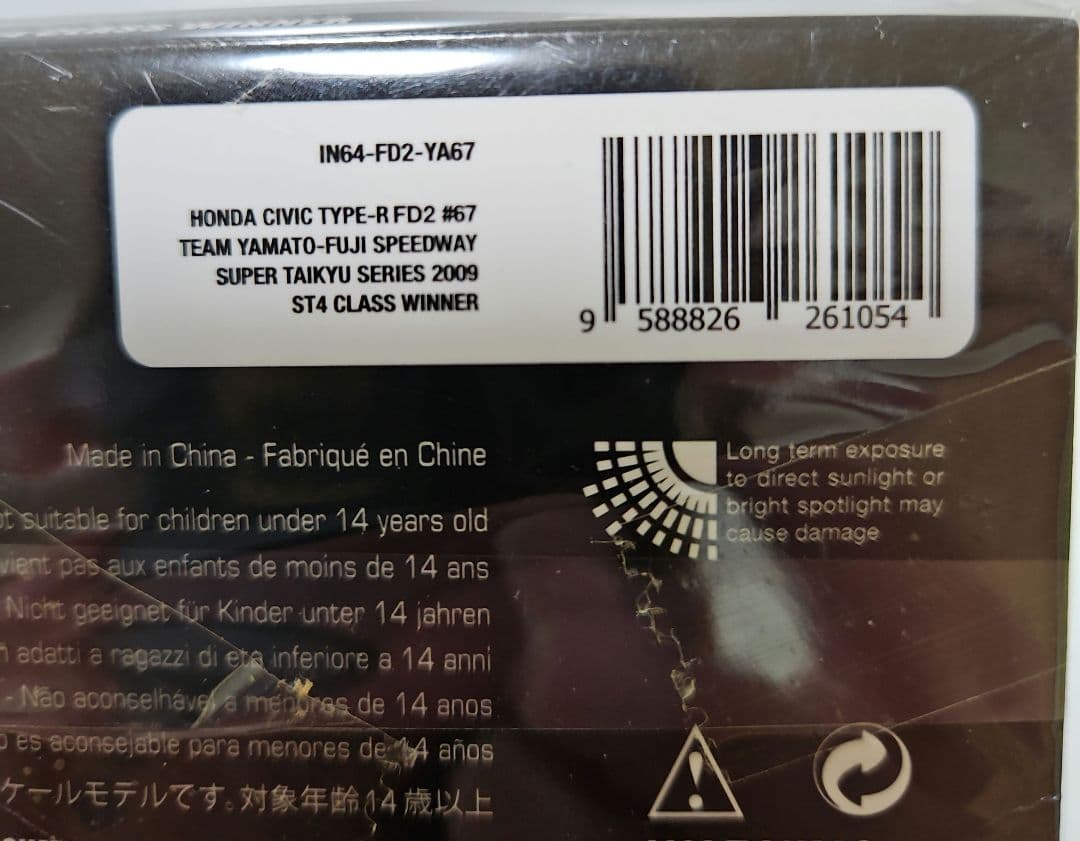 WINNER
IN64-FD2-YA67
HONDA CIVIC TYPE-R FD2 #67
TEAM YAMATO-FUJI SPEEDWAY
SUPER TAIKYU SERIES 2009
ST4 CLASS WINNER
9 588826 261054
Made in China - Fabriqué en Chine
Long term exposure
to direct sunlight or
bright spotlight may
cause damage
suitable for children under 14 years old
pas aux enfants de moins de 14 ans
Nicht geeignet für Kinder unter 14 jahren
adatti a ragazzi di età inferiore a 14 anni
- Não aconselhável a menores de 14 anos
es aconsejable para menores de 14 años
ケールモデルです。対象年齢14歳以上